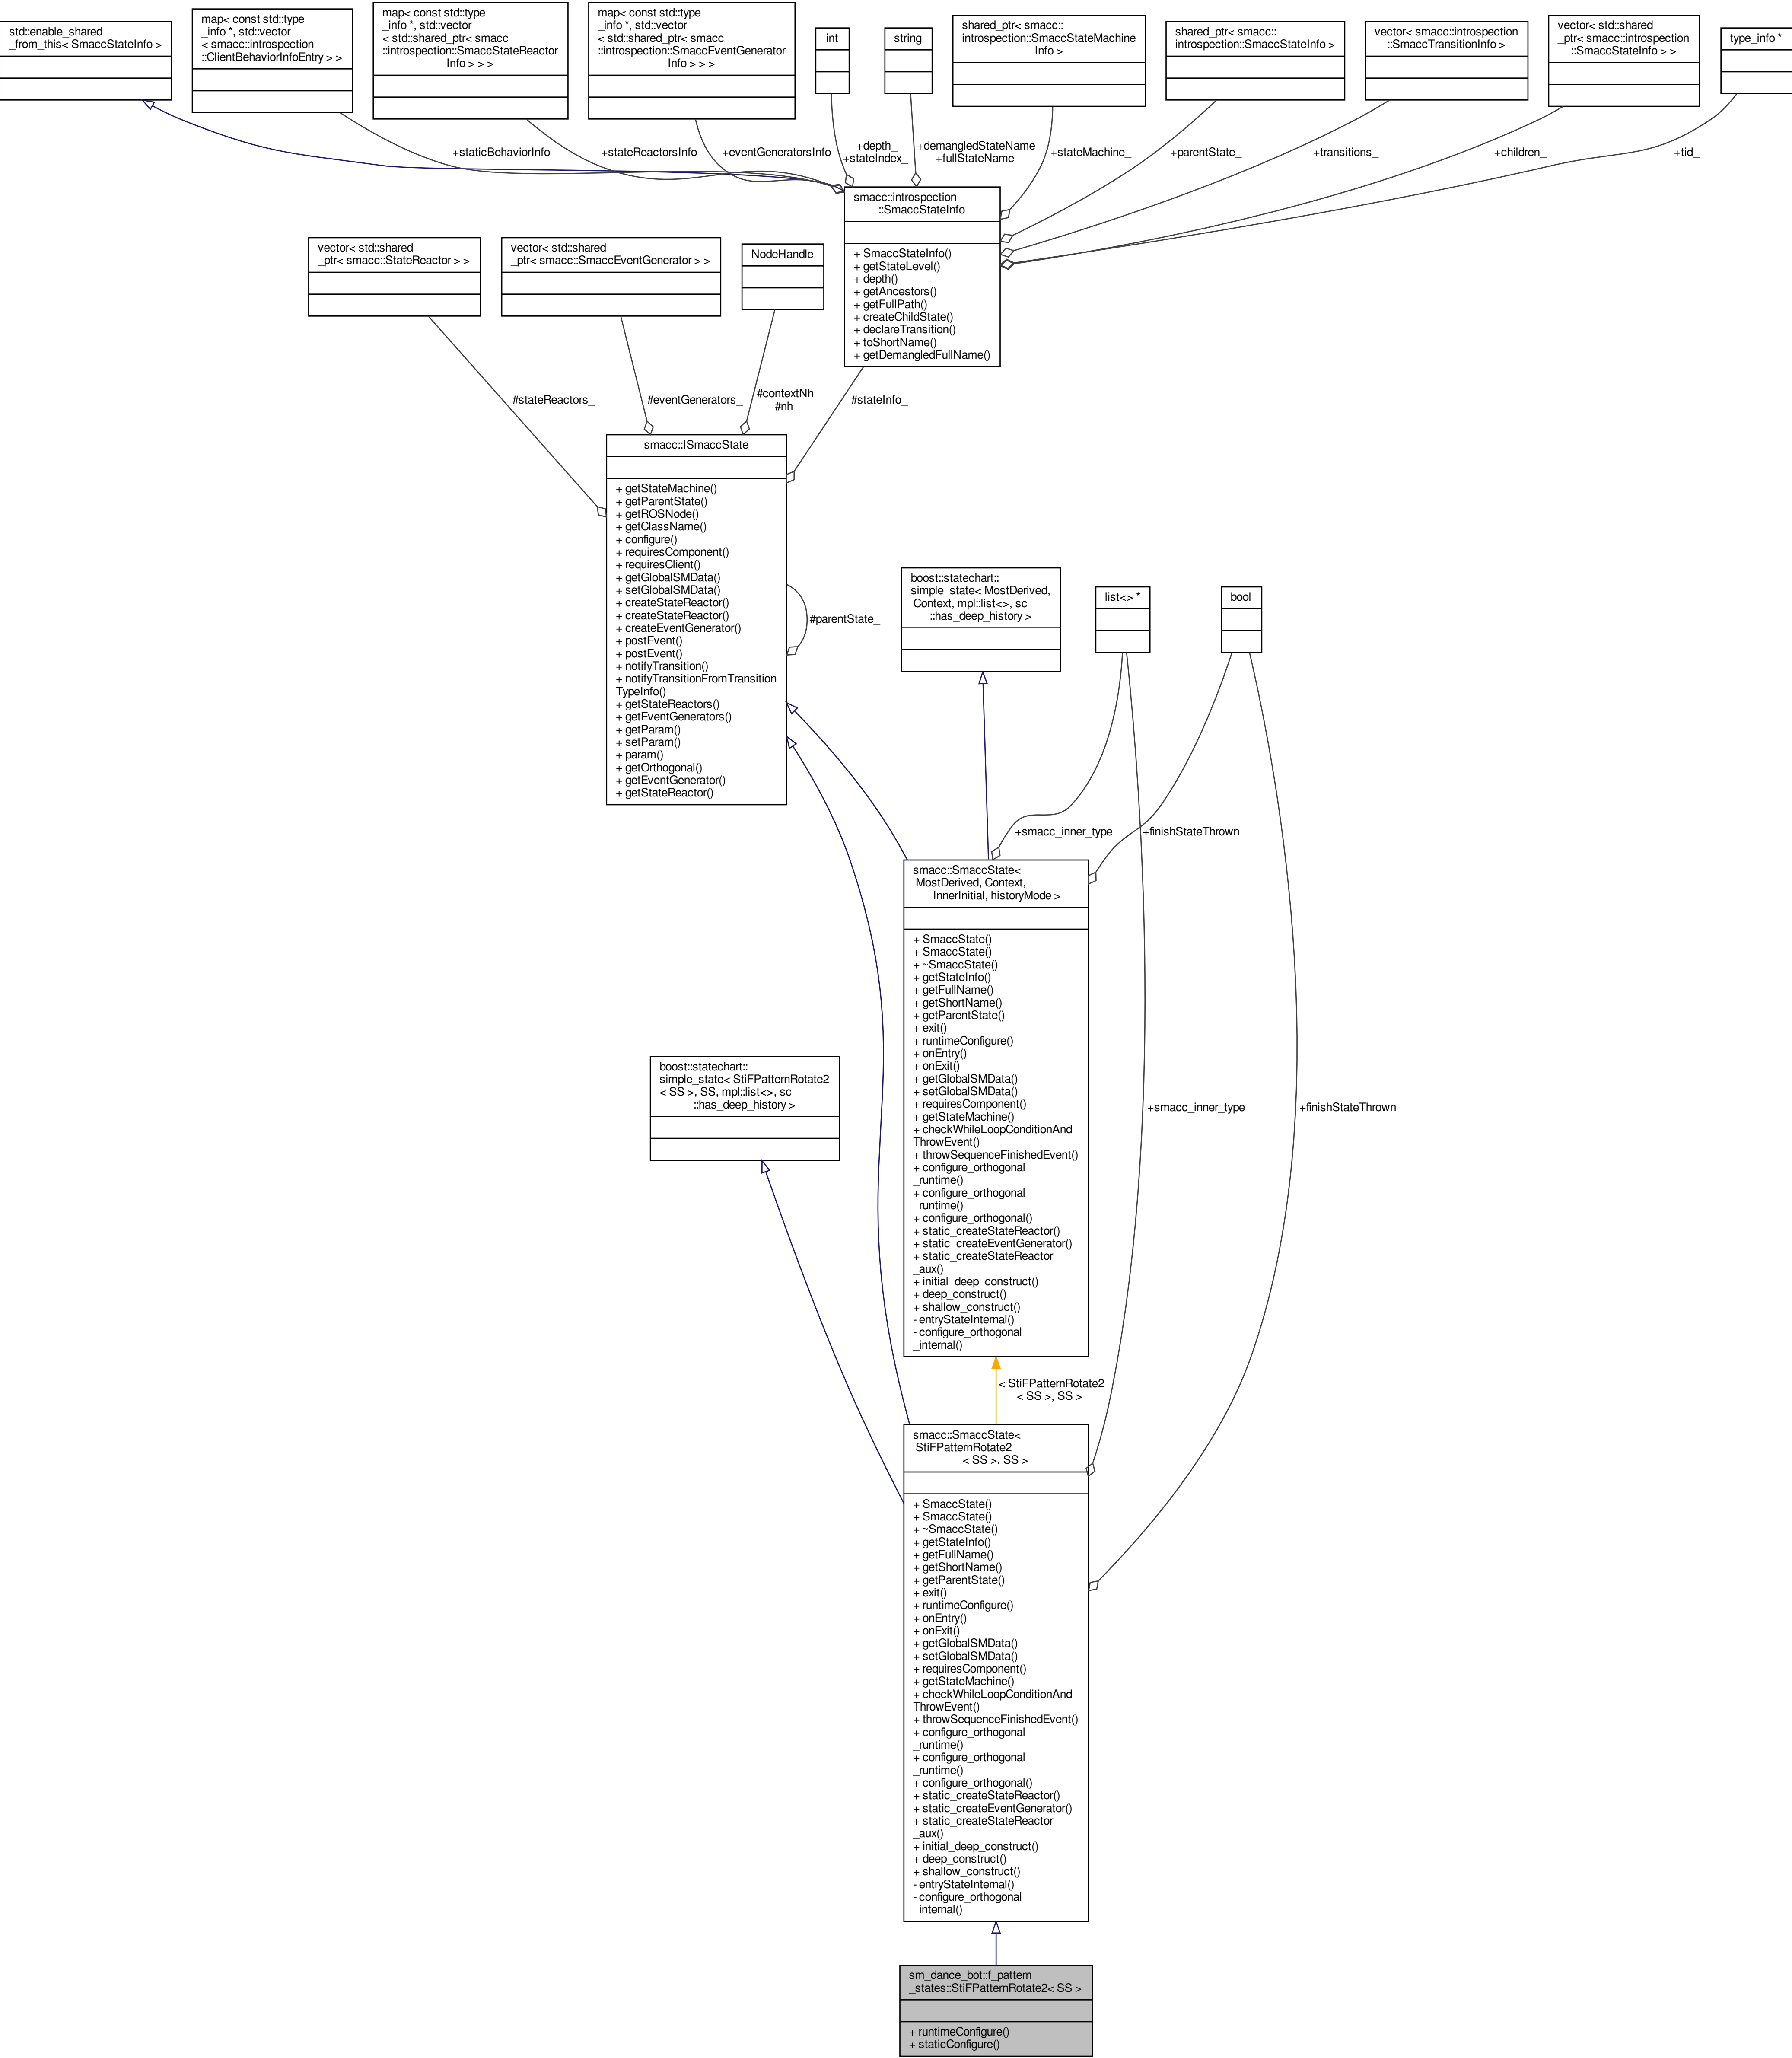 std::enable_shared
_from_this< SmaccStateInfo >
map< const std::type
_info *, std::vector
< smacc::introspection
::ClientBehaviorInfoEntry > >
map< const std::type
_info *, std::vector
< std::shared_ptr< smacc
::introspection::SmaccStateReactor
Info > > >
map< const std::type
_info *, std::vector
< std::shared_ptr< smacc
::introspection::SmaccEventGenerator
Info > > >
int
string
shared_ptr< smacc::
introspection::SmaccStateMachine
Info >
shared_ptr< smacc::
introspection::SmaccStateInfo >
vector< smacc::introspection
::SmaccTransitionInfo >
vector< std::shared
_ptr< smacc::introspection
::SmaccStateInfo > >
type_info *
+staticBehaviorInfo
+stateReactorsInfo
+eventGeneratorsInfo
+depth_
+stateIndex_
+demangledStateName
+fullStateName
+stateMachine_
+parentState_
+transitions_
+children_
+tid_
smacc::introspection
::SmaccStateInfo
+ SmaccStateInfo()
+ getStateLevel()
+ depth()
+ getAncestors()
+ getFullPath()
+ createChildState()
+ declareTransition()
+ toShortName()
+ getDemangledFullName()
vector< std::shared
_ptr< smacc::StateReactor > >
vector< std::shared
_ptr< smacc::SmaccEventGenerator > >
NodeHandle
#stateReactors_
#eventGenerators_
#contextNh
#nh
#stateInfo_
smacc::ISmaccState
+ getStateMachine()
+ getParentState()
+ getROSNode()
+ getClassName()
+ configure()
+ requiresComponent()
+ requiresClient()
+ getGlobalSMData()
+ setGlobalSMData()
+ createStateReactor()
+ createStateReactor()
+ createEventGenerator()
+ postEvent()
+ postEvent()
+ notifyTransition()
+ notifyTransitionFromTransition
TypeInfo()
+ getStateReactors()
+ getEventGenerators()
+ getParam()
+ setParam()
+ param()
+ getOrthogonal()
+ getEventGenerator()
+ getStateReactor()
#parentState_
boost::statechart::
simple_state< MostDerived,
Context, mpl::list<>, sc
::has_deep_history >
list<> *
bool
+smacc_inner_type
+finishStateThrown
smacc::SmaccState<
MostDerived, Context,
InnerInitial, historyMode >
+ SmaccState()
+ SmaccState()
+ ~SmaccState()
+ getStateInfo()
+ getFullName()
+ getShortName()
+ getParentState()
+ exit()
+ runtimeConfigure()
+ onEntry()
+ onExit()
+ getGlobalSMData()
+ setGlobalSMData()
+ requiresComponent()
+ getStateMachine()
+ checkWhileLoopConditionAnd
ThrowEvent()
+ throwSequenceFinishedEvent()
+ configure_orthogonal
_runtime()
+ configure_orthogonal
_runtime()
+ configure_orthogonal()
+ static_createStateReactor()
+ static_createEventGenerator()
+ static_createStateReactor
_aux()
+ initial_deep_construct()
+ deep_construct()
+ shallow_construct()
- entryStateInternal()
- configure_orthogonal
_internal()
boost::statechart::
simple_state< StiFPatternRotate2
< SS >, SS, mpl::list<>, sc
::has_deep_history >
+smacc_inner_type
+finishStateThrown
< StiFPatternRotate2
< SS >, SS >
smacc::SmaccState<
StiFPatternRotate2
< SS >, SS >
+ SmaccState()
+ SmaccState()
+ ~SmaccState()
+ getStateInfo()
+ getFullName()
+ getShortName()
+ getParentState()
+ exit()
+ runtimeConfigure()
+ onEntry()
+ onExit()
+ getGlobalSMData()
+ setGlobalSMData()
+ requiresComponent()
+ getStateMachine()
+ checkWhileLoopConditionAnd
ThrowEvent()
+ throwSequenceFinishedEvent()
+ configure_orthogonal
_runtime()
+ configure_orthogonal
_runtime()
+ configure_orthogonal()
+ static_createStateReactor()
+ static_createEventGenerator()
+ static_createStateReactor
_aux()
+ initial_deep_construct()
+ deep_construct()
+ shallow_construct()
- entryStateInternal()
- configure_orthogonal
_internal()
sm_dance_bot::f_pattern
_states::StiFPatternRotate2< SS >
+ runtimeConfigure()
+ staticConfigure()